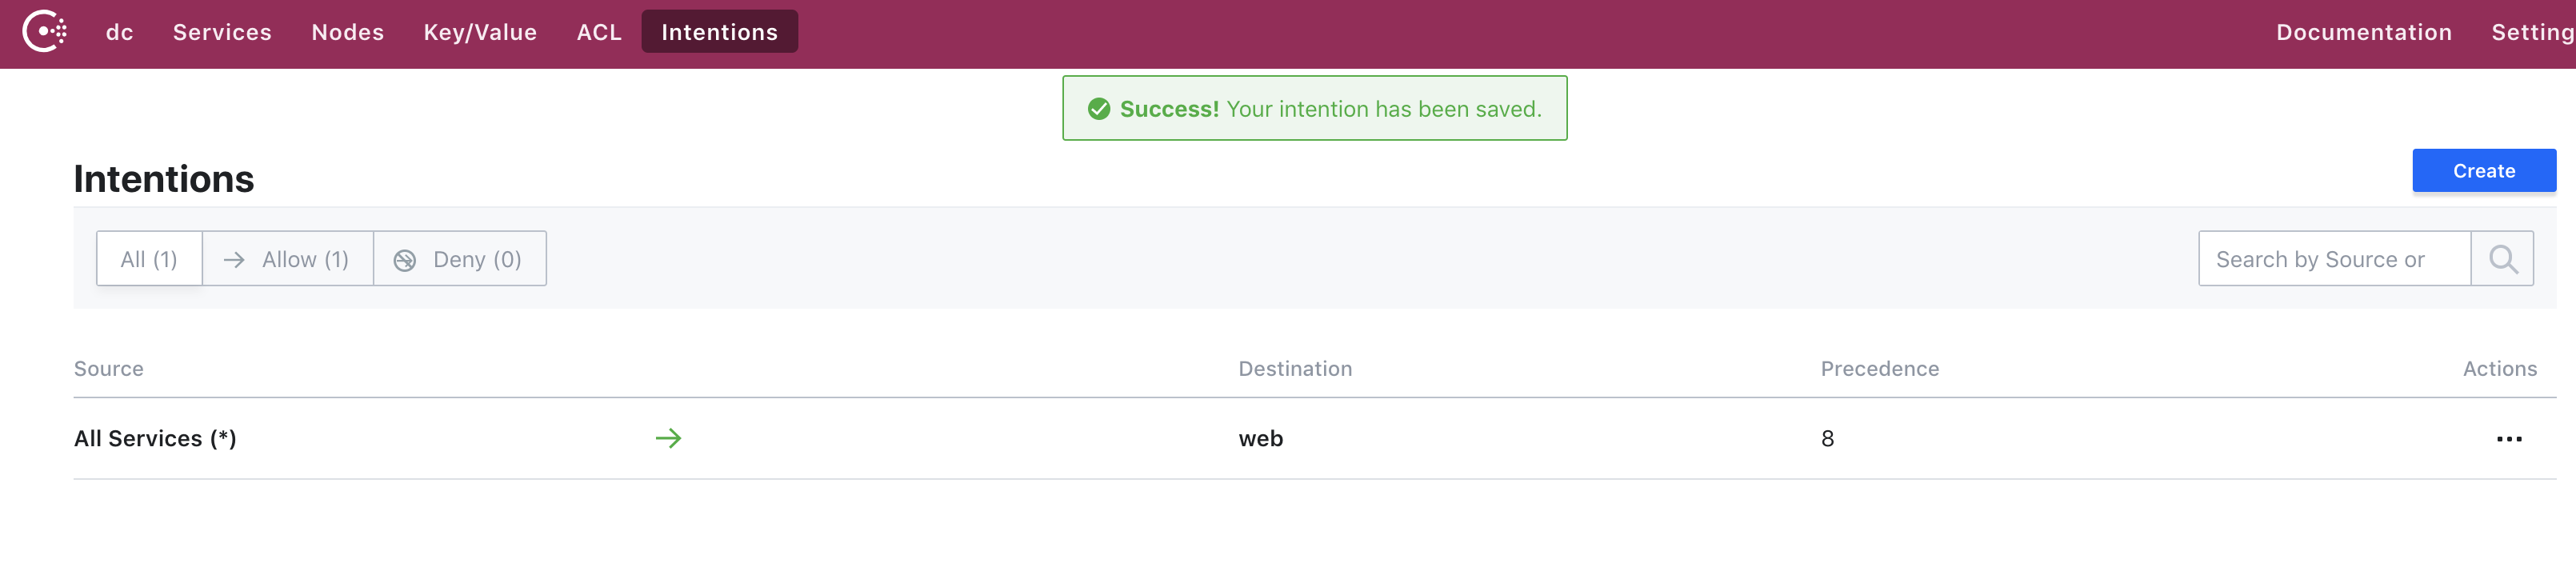 dc Services Nodes Key/Value ACL Intentions Documentation Setting
Success! Your intention has been saved.
Intentions
Create
All (1) Allow (1) Deny (0) Search by Source or
Source Destination Precedence Actions
All Services (*) web 8